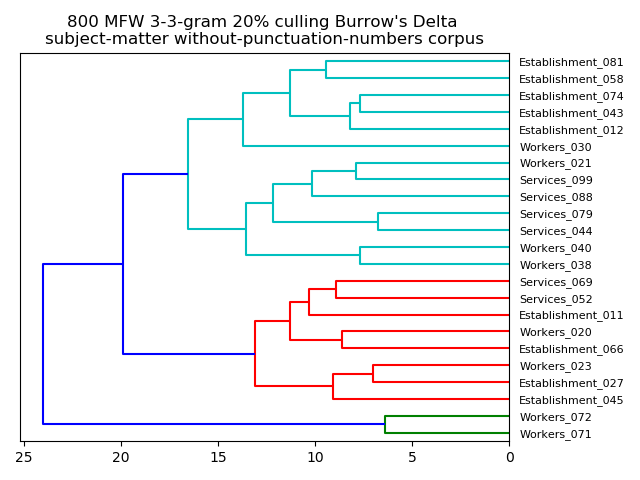 800 MFW 3-3-gram 20% culling Burrow's Delta
subject-matter without-punctuation-numbers corpus
Establishment_081
Establishment_058
Establishment_074
Establishment_043
Establishment_012
Workers_030
Workers_021
Services_099
Services_088
Services_079
Services_044
Workers_040
Workers_038
Services_069
Services_052
Establishment_011
Workers_020
Establishment_066
Workers_023
Establishment_027
Establishment_045
Workers_072
Workers_071
25 20 15 10 5 0